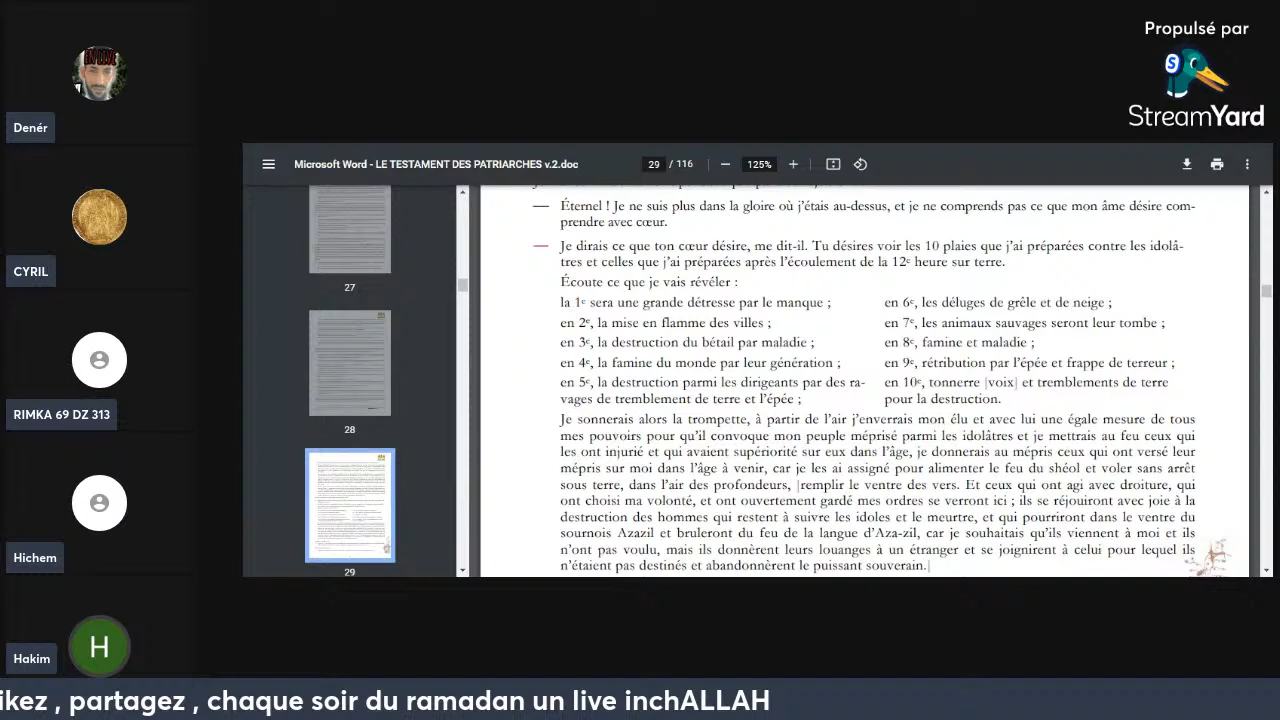 Propulsé par
StreamYard
EN LIVE
Denér
CYRIL
RIMKA 69 DZ 313
Hichem
H
Hakim
Microsoft Word - LE TESTAMENT DES PATRIARCHES v.2.doc
29 / 116
125%
27
28
29
— Éternel ! Je ne suis plus dans la gloire où j’étais au-dessus, et je ne comprends pas ce que mon âme désire com-
prendre avec cœur.
— Je dirais ce que ton cœur désire, me dit-il. Tu désires voir les 10 plaies que j’ai préparées contre les idolâ-
tres et celles que j’ai préparées après l’écoulement de la 12e heure sur terre.
Écoute ce que je vais révéler :
la 1e sera une grande détresse par le manque ;
en 2e, la mise en flamme des villes ;
en 3e, la destruction du bétail par maladie ;
en 4e, la famine du monde par leur génération ;
en 5e, la destruction parmi les dirigeants par des ra-
vages de tremblement de terre et l’épée ;
en 6e, les déluges de grêle et de neige ;
en 7e, les animaux sauvages seront leur tombe ;
en 8e, famine et maladie ;
en 9e, rétribution par l’épée et frappe de terreur ;
en 10e, tonnerre |voix| et tremblements de terre
pour la destruction.
Je sonnerais alors la trompette, à partir de l’air j’enverrais mon élu et avec lui une égale mesure de tous
mes pouvoirs pour qu’il convoque mon peuple méprisé parmi les idolâtres et je mettrais au feu ceux qui
les ont injurié et qui avaient autorité sur eux dans l’âge, je donnerais au mépris ceux qui ont versé leur
mépris sur moi dans l’âge
sous terre, dans l’air des profondeurs, remplir le ventre des vers. Et ceux qui ont agi avec droiture, qui
ont choisi ma volonté, et ont ouvertement gardé mes ordres se verront ici, ils se réjouiront avec joie à la
destruction des hommes qui restent à suivre les idoles et le meurtre, et qui pourriront dans le ventre du
sournois Azazil et bruleront du feu de la langue d’Aza-zil, car je souhaitais qu’ils viennent à moi et ils
n’ont pas voulu, mais ils donnèrent leurs louanges à un étranger et se joignirent à celui pour lequel ils
n’étaient pas destinés et abandonnèrent le puissant souverain.|
ikez , partagez , chaque soir du ramadan un live inchALLAH